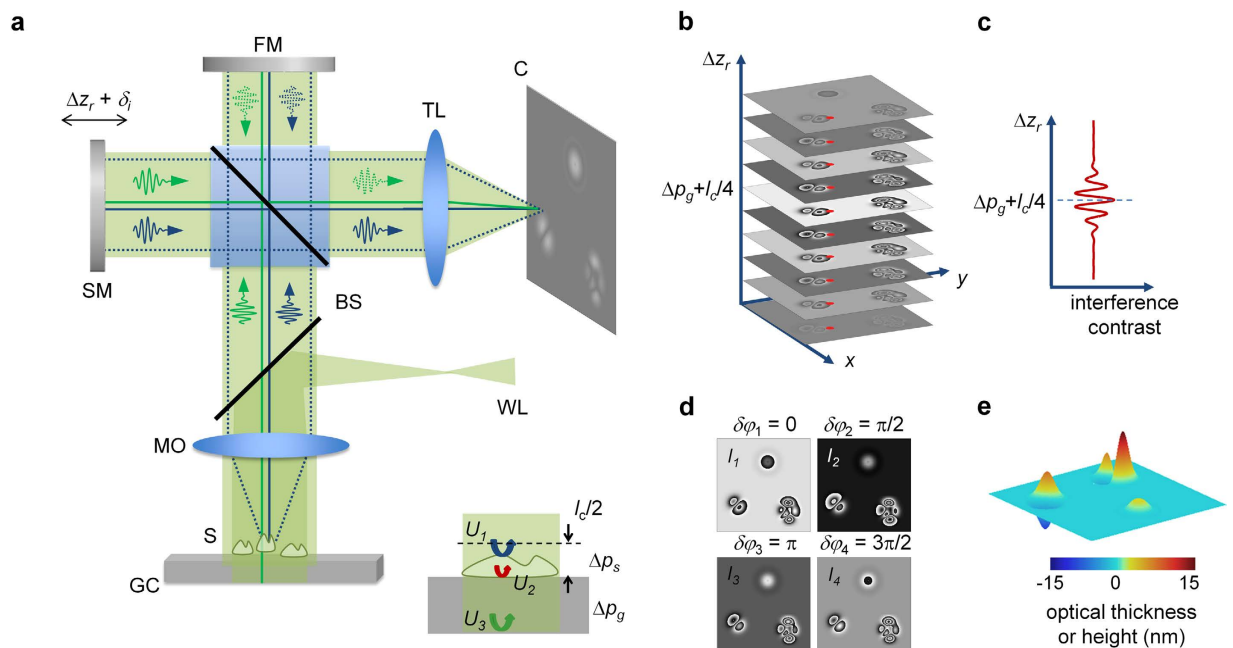 a
FM
C
Δz_r + δ_i
TL
SM
BS
WL
MO
S
GC
l_c/2
U_1
Δp_s
U_2
U_3
Δp_g
b
Δz_r
Δp_g+l_c/4
y
x
c
Δz_r
Δp_g+l_c/4
interference
contrast
d
δφ_1 = 0
δφ_2 = π/2
I_1
I_2
δφ_3 = π
δφ_4 = 3π/2
I_3
I_4
e
-15
0
15
optical thickness
or height (nm)